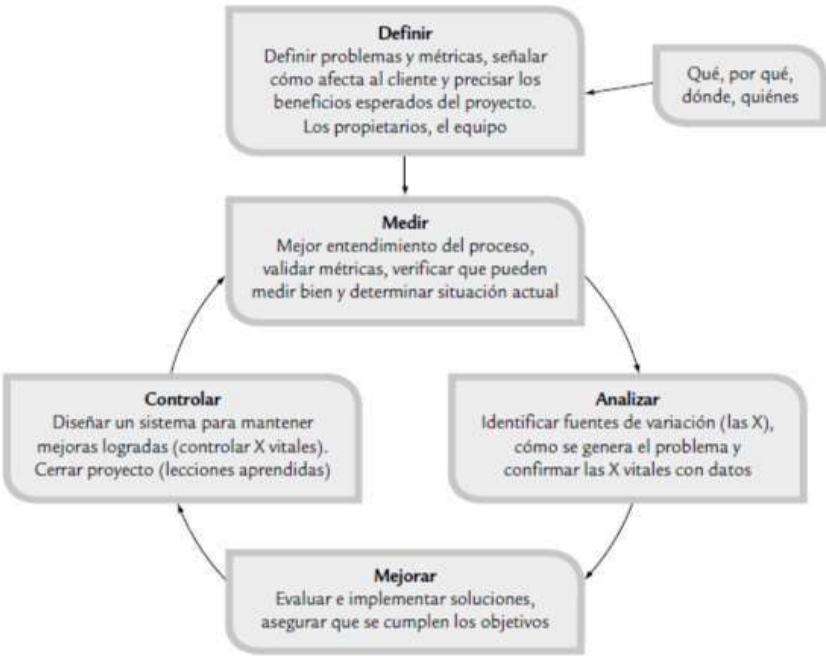 Definir
Definir problemas y métricas, señalar
cómo afecta al cliente y precisar los
beneficios esperados del proyecto.
Los propietarios, el equipo
Qué, por qué,
dónde, quiénes
Medir
Mejor entendimiento del proceso,
validar métricas, verificar que pueden
medir bien y determinar situación actual
Controlar
Diseñar un sistema para mantener
mejoras logradas (controlar X vitales).
Cerrar proyecto (lecciones aprendidas)
Analizar
Identificar fuentes de variación (las X),
cómo se genera el problema y
confirmar las X vitales con datos
Mejorar
Evaluar e implementar soluciones,
asegurar que se cumplen los objetivos